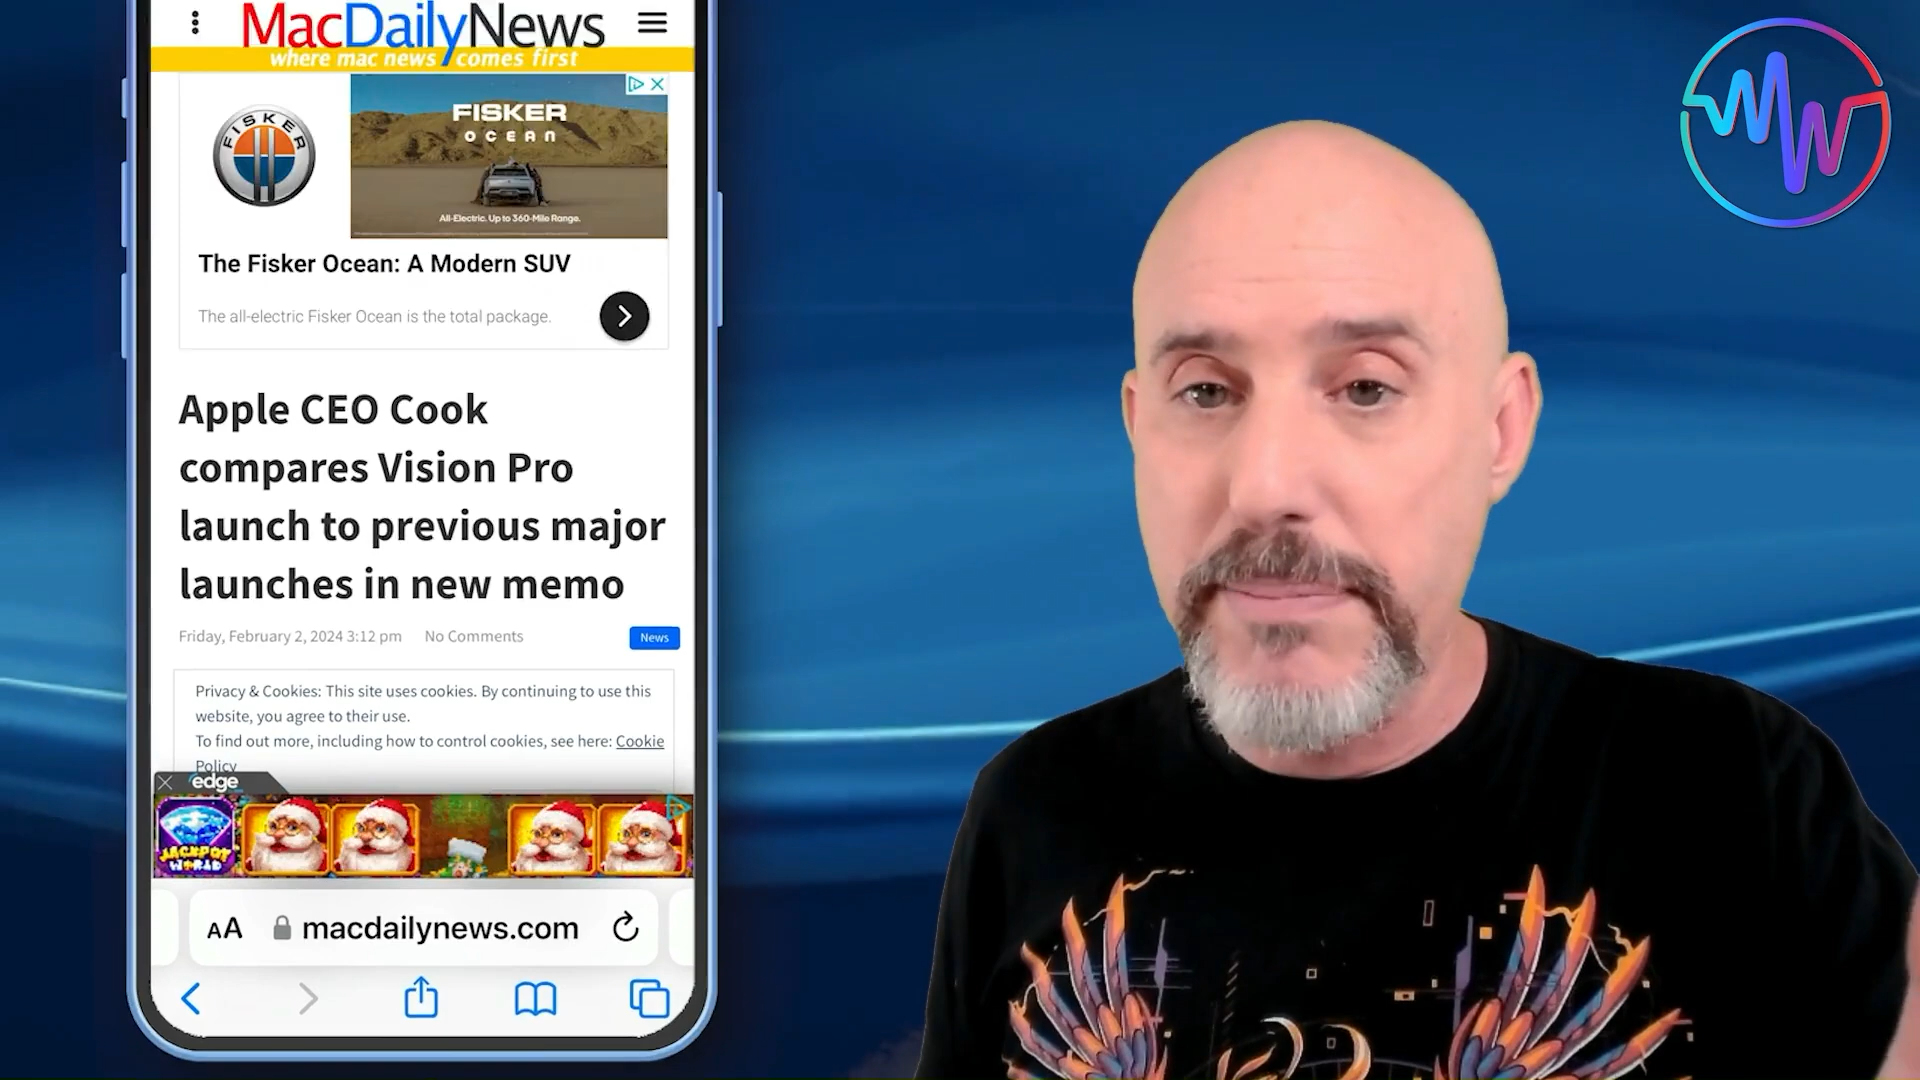 MacDailyNews
where mac news comes first
FISKER
FISKER
OCEAN
All-Electric. Up to 360-Mile Range.
The Fisker Ocean: A Modern SUV
The all-electric Fisker Ocean is the total package.
Apple CEO Cook
compares Vision Pro
launch to previous major
launches in new memo
Friday, February 2, 2024 3:12 pm No Comments News
Privacy & Cookies: This site uses cookies. By continuing to use this
website, you agree to their use.
To find out more, including how to control cookies, see here: Cookie
Policy
edge
JACKPOT
WORLD
AA macdailynews.com
MW